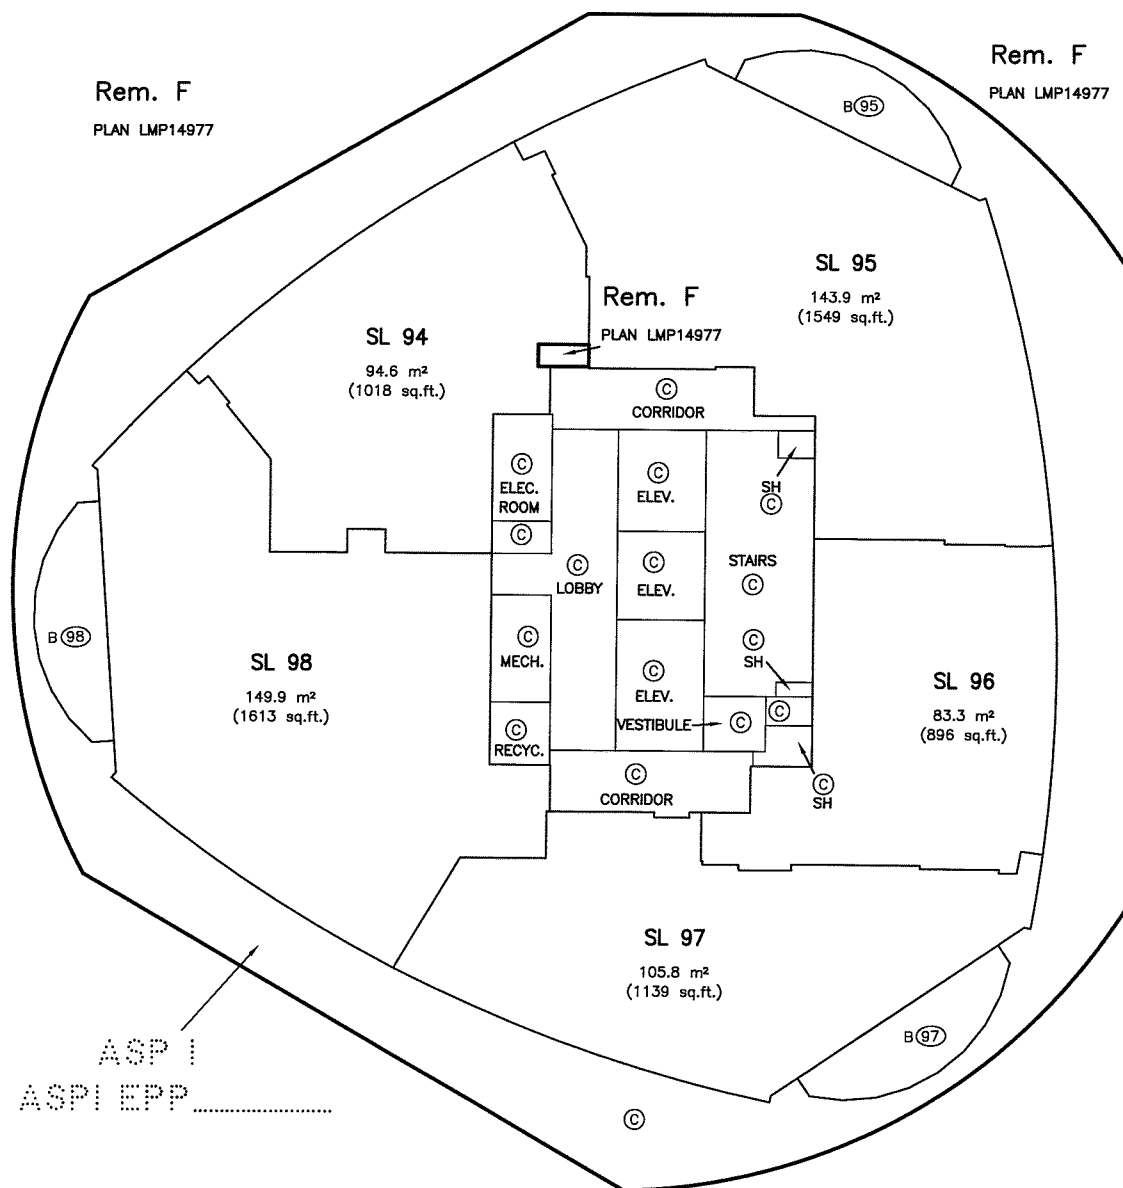 Rem. F
PLAN LMP14977
Rem. F
PLAN LMP14977
B 95
SL 95
143.9 m²
(1549 sq.ft.)
Rem. F
PLAN LMP14977
SL 94
94.6 m²
(1018 sq.ft.)
C
CORRIDOR
C
ELEC.
ROOM
C
C
ELEV.
SH
C
C
LOBBY
C
ELEV.
STAIRS
C
B 98
SL 98
149.9 m²
(1613 sq.ft.)
C
MECH.
C
SH
C
ELEV.
SL 96
83.3 m²
(896 sq.ft.)
C
RECYC.
VESTIBULE
C
C
C
CORRIDOR
C
SH
SL 97
105.8 m²
(1139 sq.ft.)
B 97
ASP I
ASPI EPP..........................
C